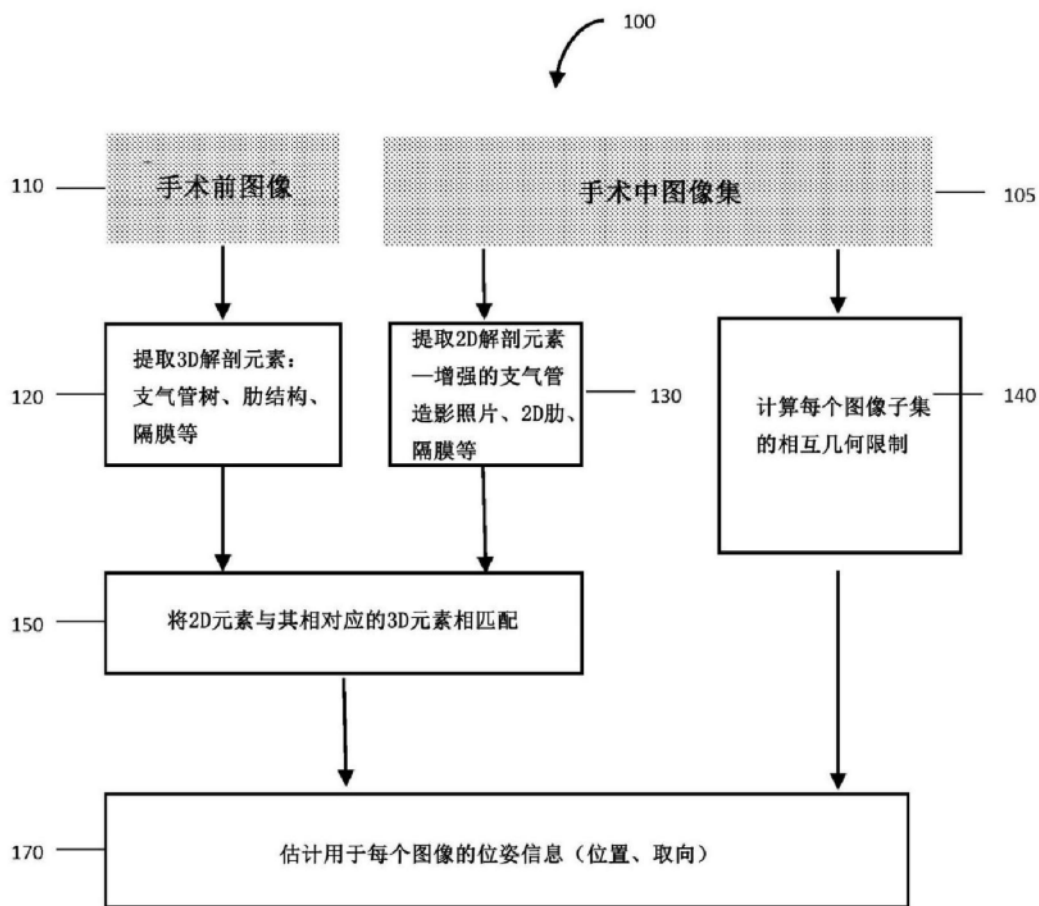 100
110
手术前图像
手术中图像集
105
120
提取3D解剖元素：
支气管树、肋结构、
隔膜等
提取2D解剖元素
—增强的支气管
造影照片、2D肋、
隔膜等
130
计算每个图像子集
的相互几何限制
140
150
将2D元素与其相对应的3D元素相匹配
170
估计用于每个图像的位姿信息（位置、取向）